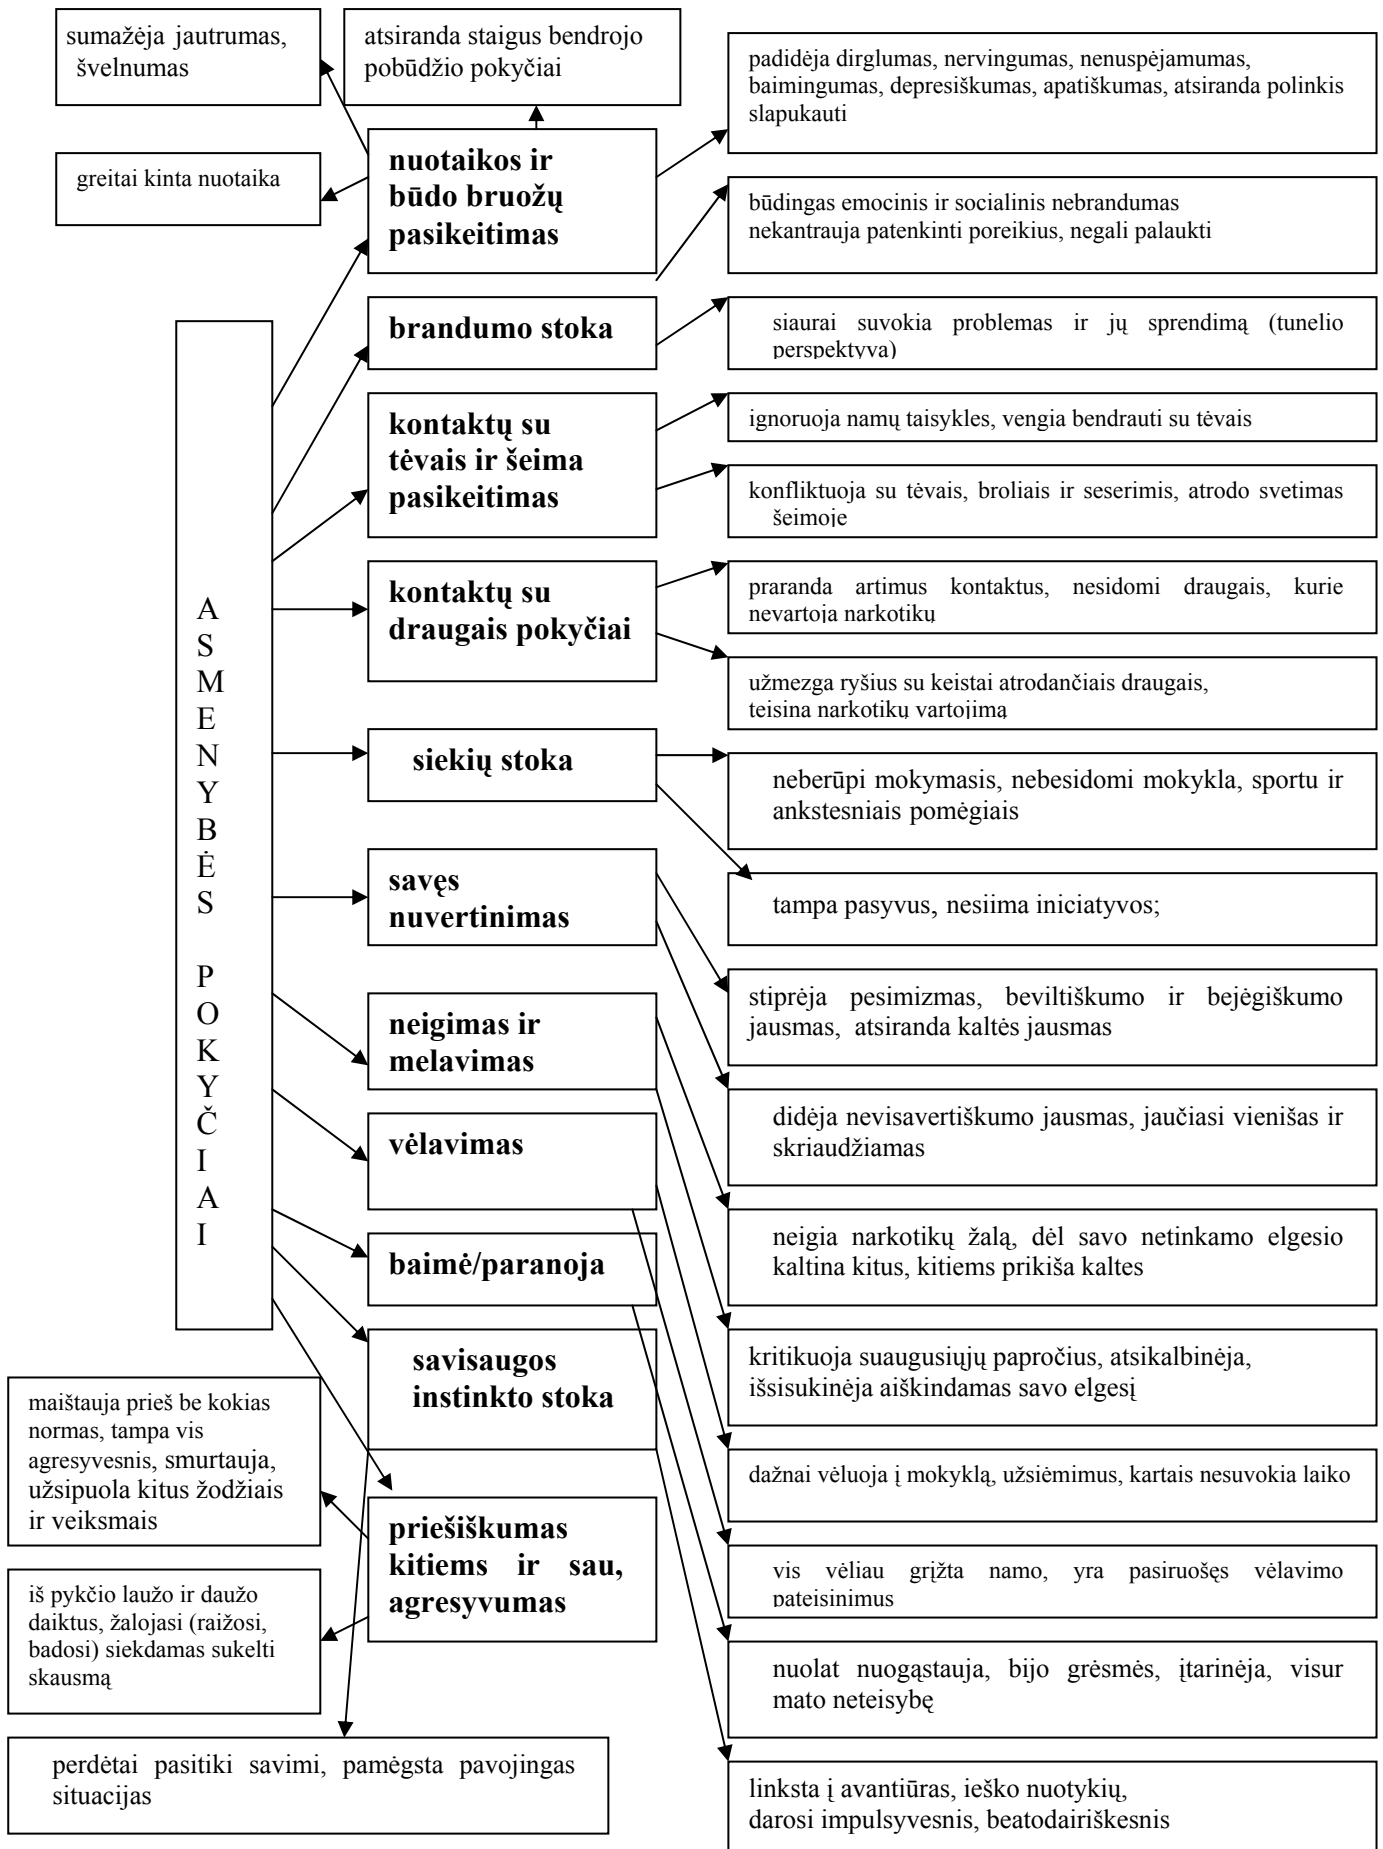 sumažėja jautrumas,
švelnumas
atsiranda staigus bendrojo
pobūdžio pokyčiai
padidėja dirglumas, nervingumas, nenuspėjamumas,
baimingumas, depresiškumas, apatiškumas, atsiranda polinkis
slapukauti
greitai kinta nuotaika
nuotaikos ir
būdo bruožų
pasikeitimas
būdingas emocinis ir socialinis nebrandumas
nekantrauja patenkinti poreikius, negali palaukti
brandumo stoka
siaurai suvokia problemas ir jų sprendimą (tunelio
perspektyva)
kontaktų su
tėvais ir šeima
pasikeitimas
ignoruoja namų taisykles, vengia bendrauti su tėvais
konfliktuoja su tėvais, broliais ir seserimis, atrodo svetimas
šeimoje
kontaktų su
draugais pokyčiai
praranda artimus kontaktus, nesidomi draugais, kurie
nevartoja narkotikų
užmezga ryšius su keistai atrodančiais draugais,
teisina narkotikų vartojimą
ASMENYBĖS POKYČIAI
siekių stoka
neberūpi mokymasis, nebesidomi mokykla, sportu ir
ankstesniais pomėgiais
tampa pasyvus, nesiima iniciatyvos;
savęs
nuvertinimas
stiprėja pesimizmas, beviltiškumo ir bejėgiškumo
jausmas, atsiranda kaltės jausmas
didėja nevisavertiškumo jausmas, jaučiasi vienišas ir
skriaudžiamas
neigimas ir
melavimas
neigia narkotikų žalą, dėl savo netinkamo elgesio
kaltina kitus, kitiems prikiša kaltes
kritikuoja suaugusiųjų papročius, atsikalbinėja,
išsisukinėja aiškindamas savo elgesį
vėlavimas
dažnai vėluoja į mokyklą, užsiėmimus, kartais nesuvokia laiko
vis vėliau grįžta namo, yra pasiruošęs vėlavimo
pateisinimus
baimė/paranoja
nuolat nuogąstauja, bijo grėsmės, įtarinėja, visur
mato neteisybę
savisaugos
instinkto stoka
linksta į avantiūras, ieško nuotykių,
darosi impulsyvesnis, beatodairiškesnis
perdėtai pasitiki savimi, pamėgsta pavojingas
situacijas
priešiškumas
kitiems ir sau,
agresyvumas
maištauja prieš be kokias
normas, tampa vis
agresyvesnis, smurtauja,
užsipuola kitus žodžiais
ir veiksmais
iš pykčio laužo ir daužo
daiktus, žalojasi (raižosi,
badosi) siekdamas sukelti
skausmą